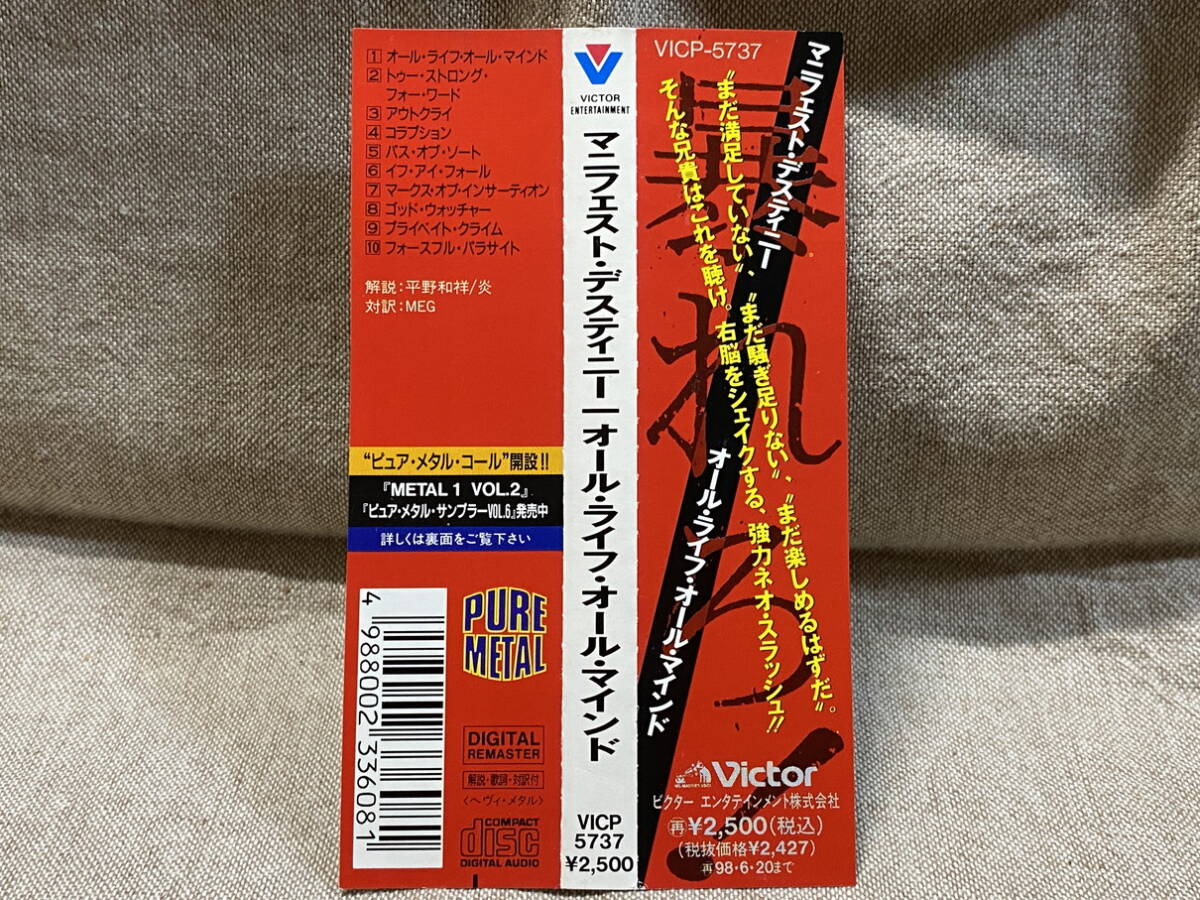 1 オール・ライフ・オール・マインド
2 トゥー・ストロング・
フォー・ワード
3 アウトクライ
4 コラプション
5 パス・オブ・ソート
6 イフ・アイ・フォール
7 マークス・オブ・インサーティオン
8 ゴッド・ウォッチャー
9 プライベイト・クライム
10 フォースフル・パラサイト
解説：平野和祥/炎
対訳：MEG
“ピュア・メタル・コール”開設!!
『METAL 1 VOL.2』
『ピュア・メタル・サンプラーVOL.6』発売中
詳しくは裏面をご覧下さい
4 988002 336081
PURE
METAL
DIGITAL
REMASTER
解説・歌詞・対訳付
〈ヘヴィ・メタル〉
COMPACT
disc
DIGITAL AUDIO
VICTOR
ENTERTAINMENT
マニフェスト・デスティニー｜オール・ライフ・オール・マインド
VICP
5737
¥2,500
VICP-5737
マニフェスト・デスティニー
オール・ライフ・オール・マインド
暴れろ!
“まだ満足していない”、“まだ騒ぎ足りない”、“まだ楽しめるはずだ”。
そんな兄貴はこれを聴け。右脳をシェイクする、強力ネオ・スラッシュ!!
Victor
ビクター エンタテインメント株式会社
再¥2,500(税込)
(税抜価格¥2,427)
再98・6・20まで